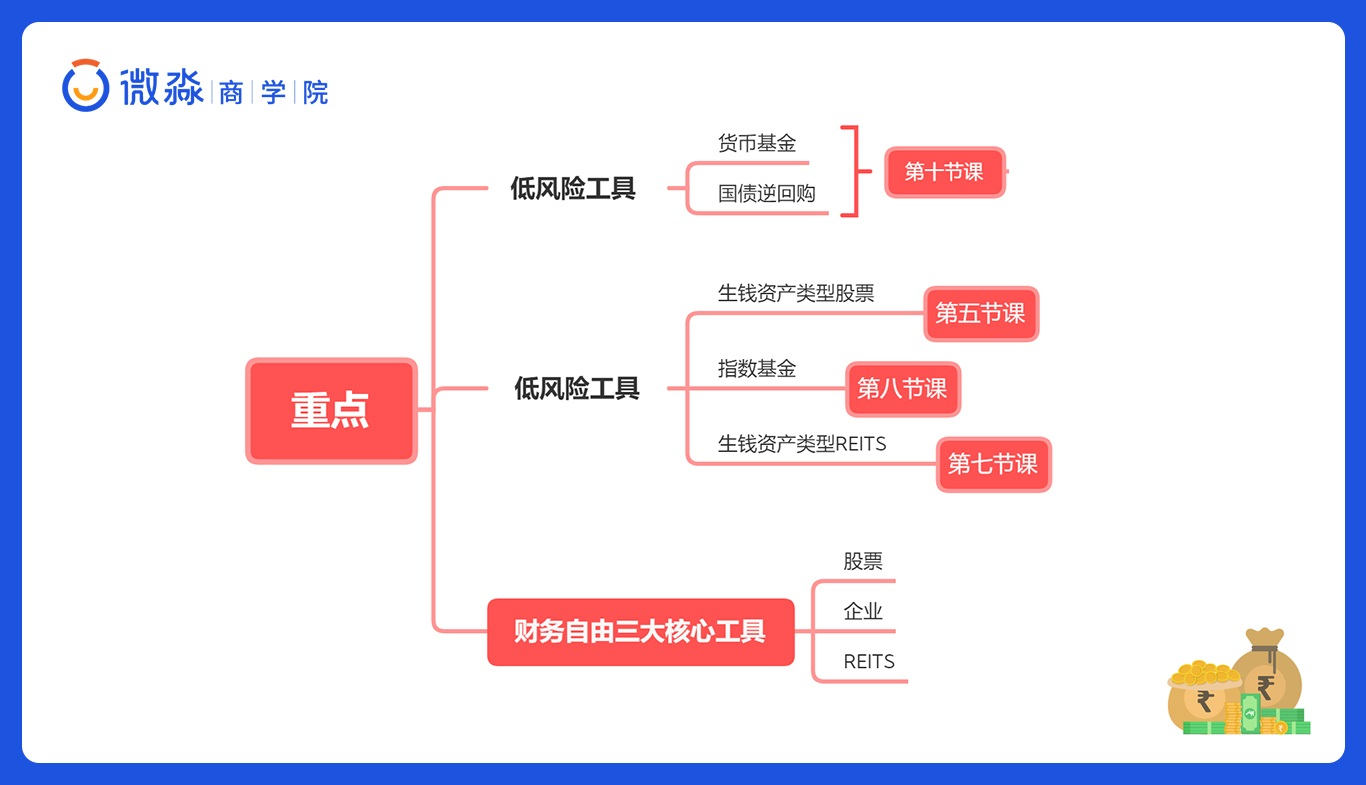 微淼 商 学 院
重点
低风险工具
货币基金
国债逆回购
第十节课
低风险工具
生钱资产类型股票
第五节课
指数基金
第八节课
生钱资产类型REITS
第七节课
财务自由三大核心工具
股票
企业
REITS
₹
₹